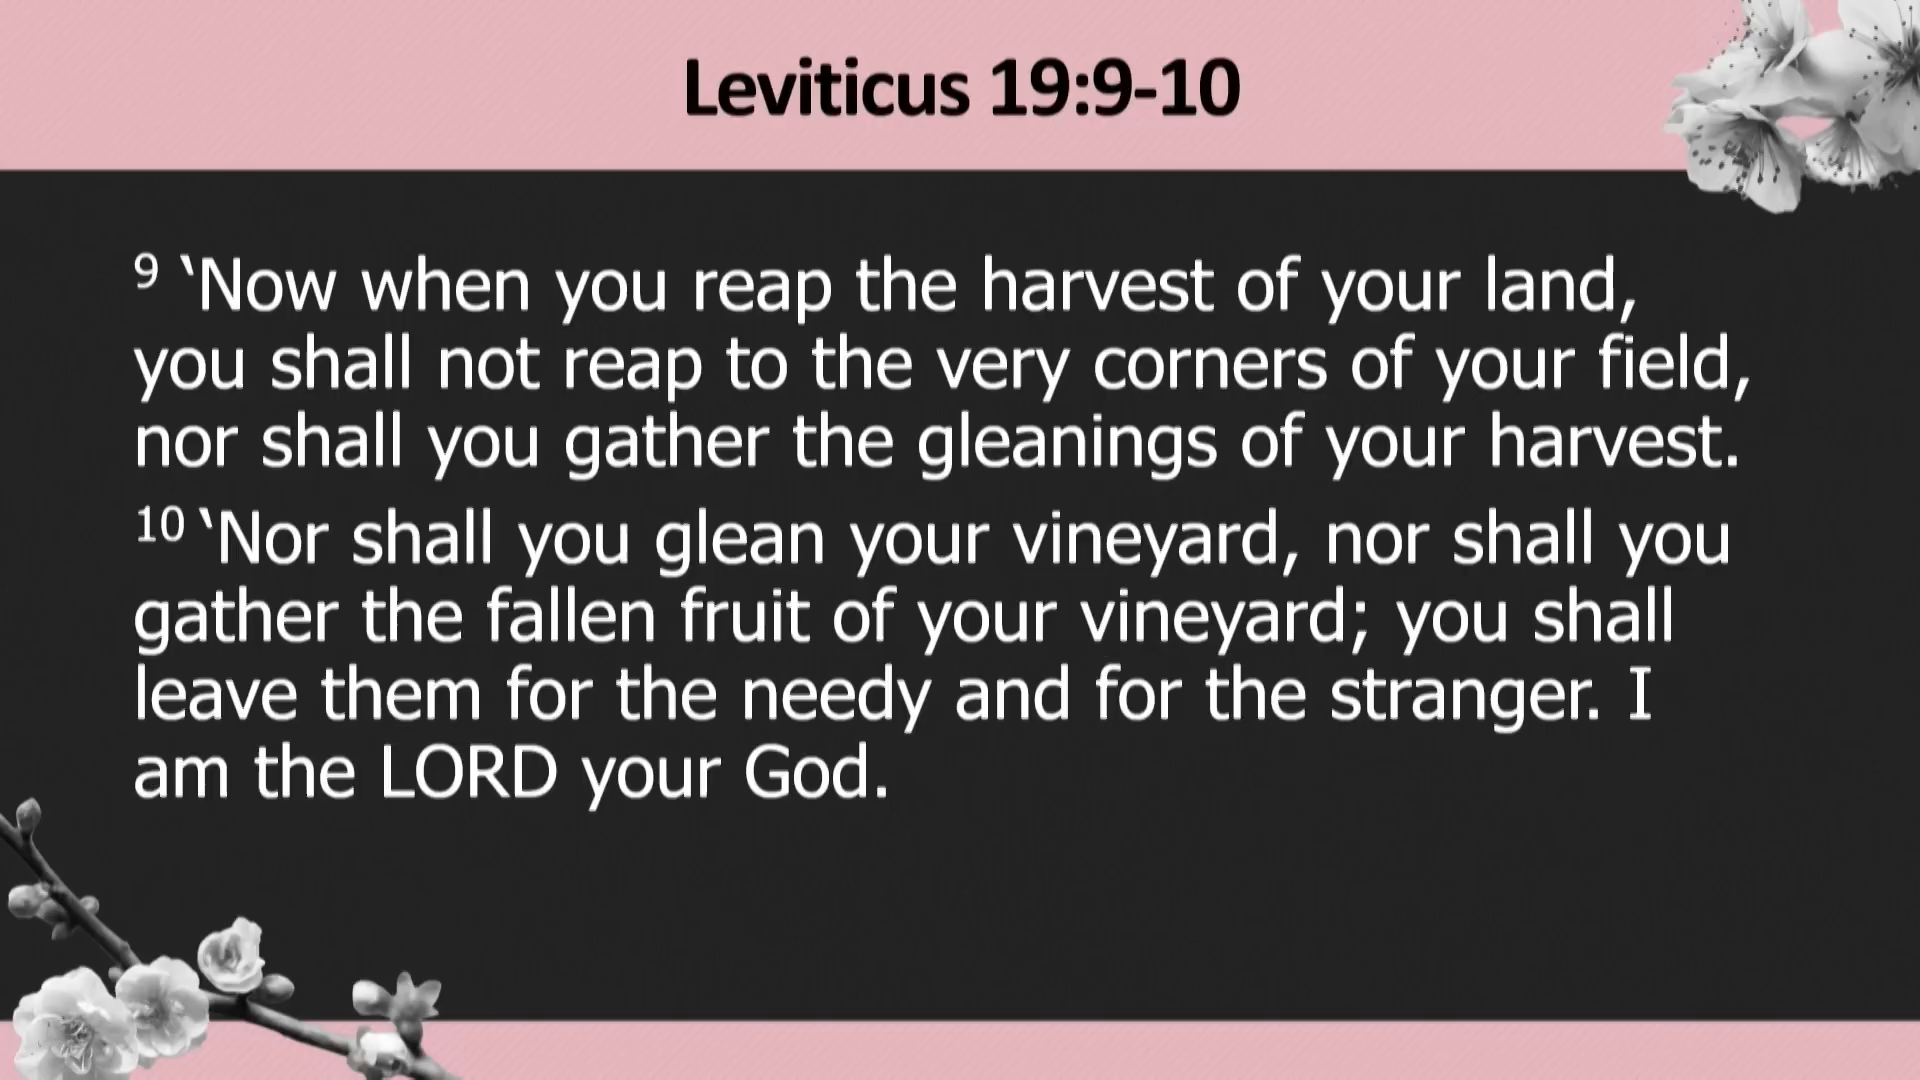 Leviticus 19:9-10
9 ‘Now when you reap the harvest of your land,
you shall not reap to the very corners of your field,
nor shall you gather the gleanings of your harvest.
10 ‘Nor shall you glean your vineyard, nor shall you
gather the fallen fruit of your vineyard; you shall
leave them for the needy and for the stranger. I
am the LORD your God.